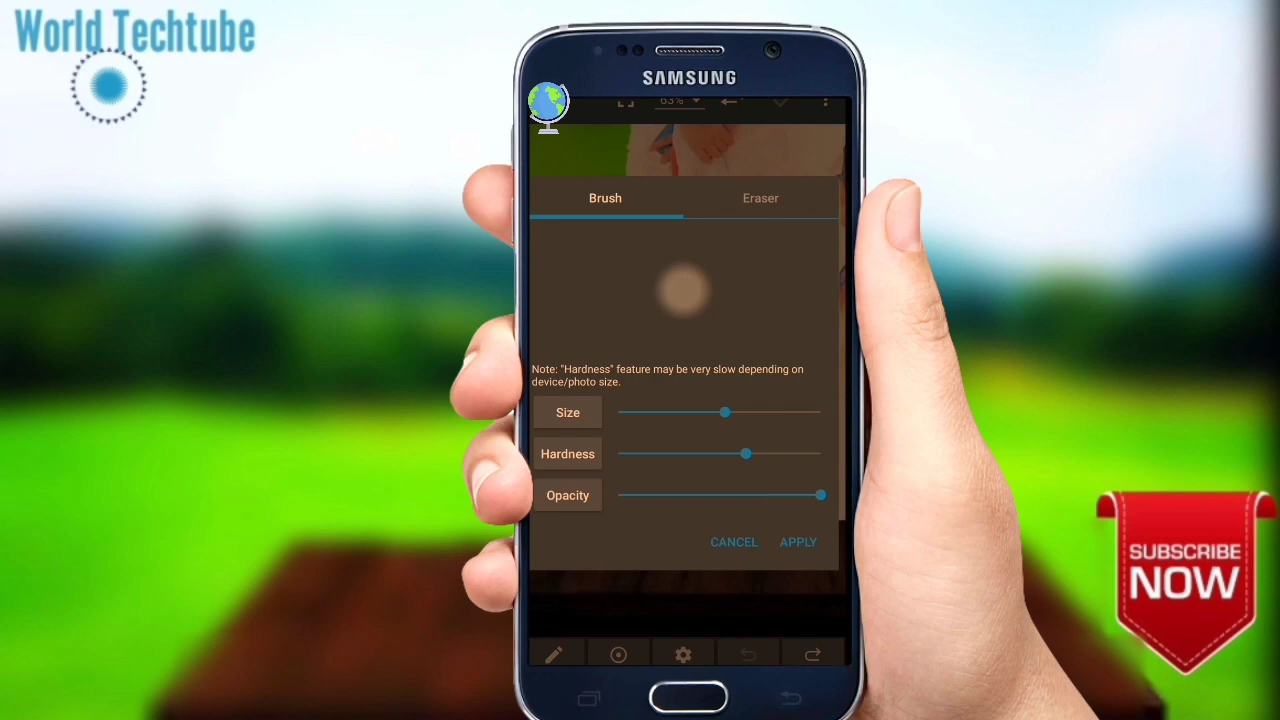 World Techtube
SAMSUNG
63%
Brush
Eraser
Note: "Hardness" feature may be very slow depending on
device/photo size.
Size
Hardness
Opacity
CANCEL
APPLY
SUBSCRIBE
NOW